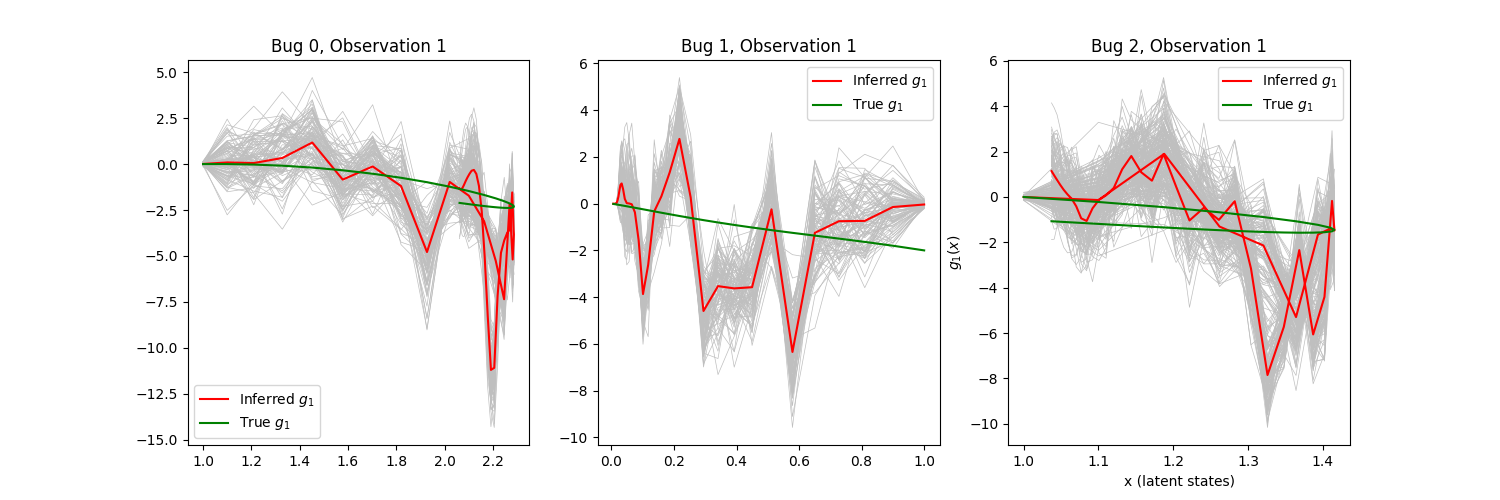 Bug 0, Observation 1
5.0
2.5
0.0
−2.5
−5.0
−7.5
−10.0
−12.5
−15.0
Inferred g₁
True g₁
1.0 1.2 1.4 1.6 1.8 2.0 2.2
Bug 1, Observation 1
6
4
2
0
−2
−4
−6
−8
−10
Inferred g₁
True g₁
0.0 0.2 0.4 0.6 0.8 1.0
Bug 2, Observation 1
g₁(x)
6
4
2
0
−2
−4
−6
−8
−10
Inferred g₁
True g₁
1.0 1.1 1.2 1.3 1.4
x (latent states)